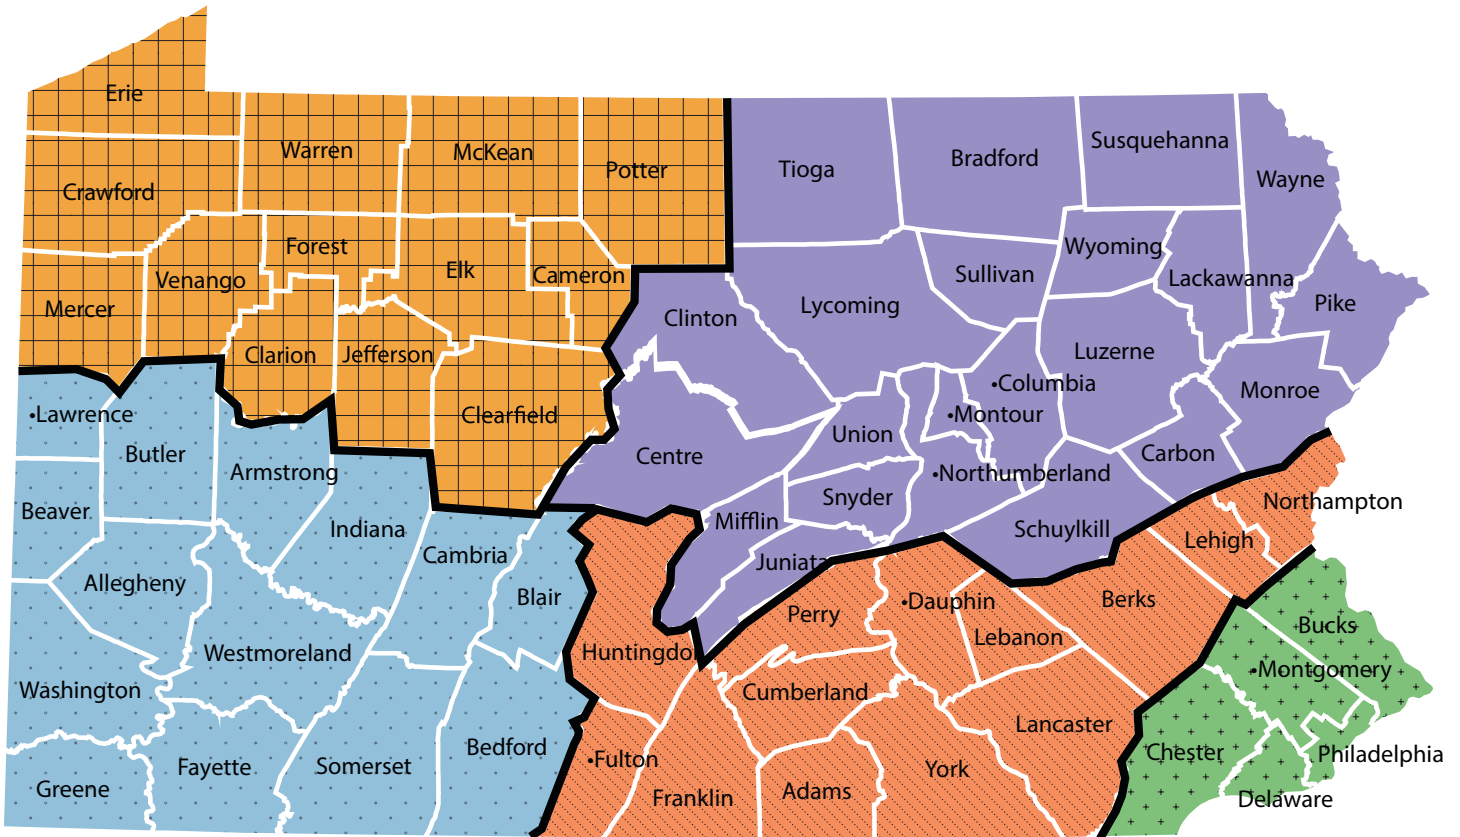 Erie
Warren
McKean
Potter
Tioga
Bradford
Susquehanna
Wayne
Crawford
Forest
Elk
Cameron
Sullivan
Wyoming
Lackawanna
Venango
Mercer
Clinton
Lycoming
Pike
Clarion
Jefferson
Luzerne
•Columbia
Monroe
•Lawrence
Clearfield
•Montour
Union
Butler
Armstrong
Centre
•Northumberland
Carbon
Snyder
Northampton
Beaver
Indiana
Mifflin
Schuylkill
Lehigh
Cambria
Juniata
Allegheny
Blair
Perry
•Dauphin
Berks
Lebanon
Bucks
Westmoreland
Huntingdo
•Montgomery
Washington
Cumberland
Lancaster
Bedford
Chester
Philadelphia
Fayette
Somerset
•Fulton
York
Greene
Franklin
Adams
Delaware